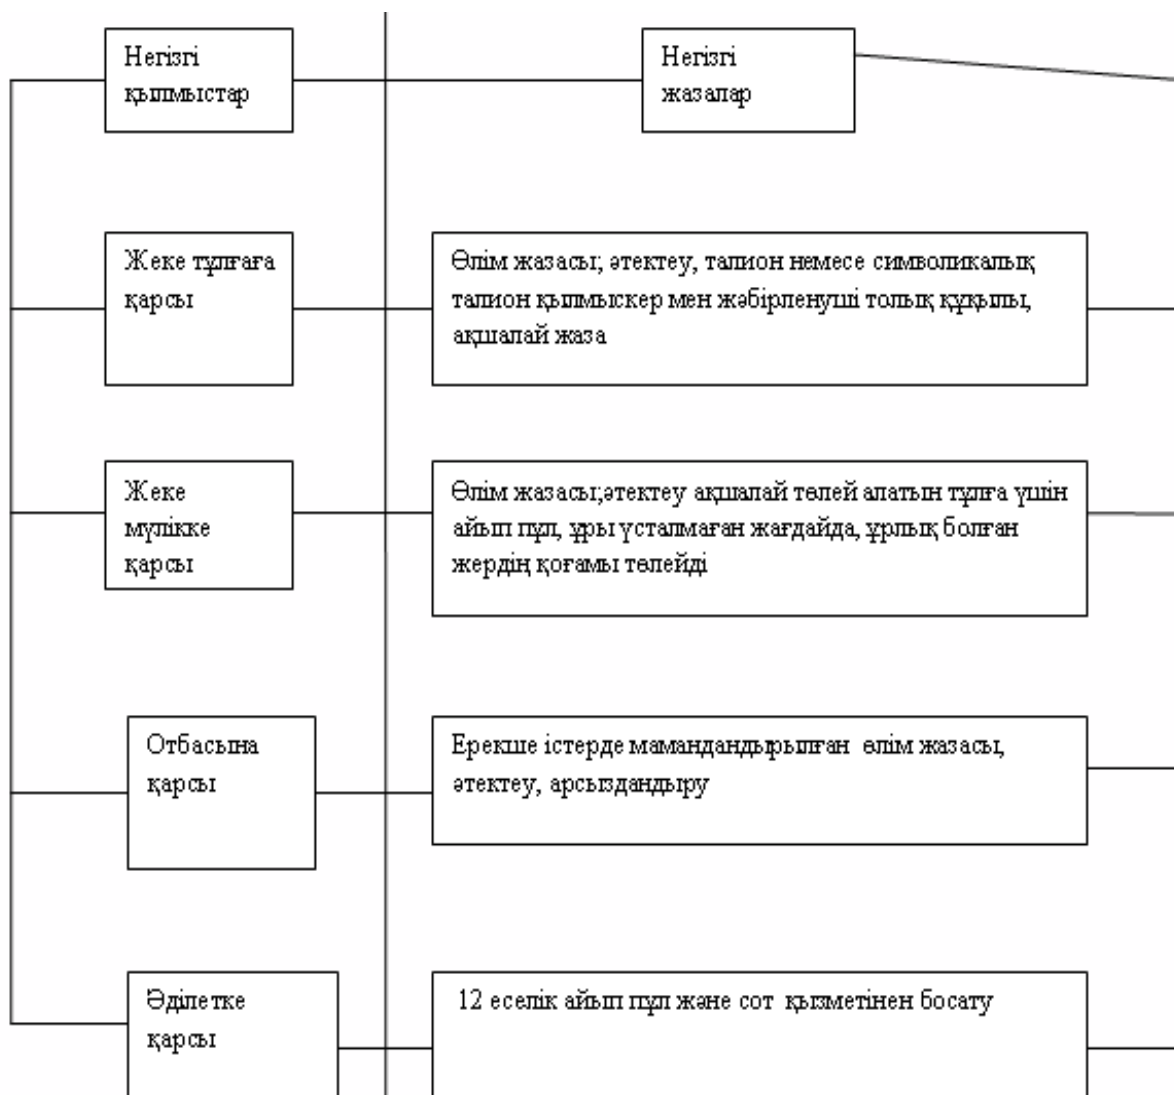 Негізгі
қылмыстар
Негізгі
жазалар
Жеке тұлғаға
қарсы
Өлім жазасы; әтектеу, талион немесе символикалық
талион қылмыскер мен жәбірленуші толық құқылы,
ақшалай жаза
Жеке
мүлікке
қарсы
Өлім жазасы;әтектеу ақшалай төлей алатын тұлға үшін
айып пұл, ұры үсталмаған жағдайда, ұрлық болған
жердің қоғамы төлейді
Отбасына
қарсы
Ерекше істерде мамандандырылған өлім жазасы,
әтектеу, арсыздандыру
Әділетке
қарсы
12 еселік айып пұл және сот қызметінен босату